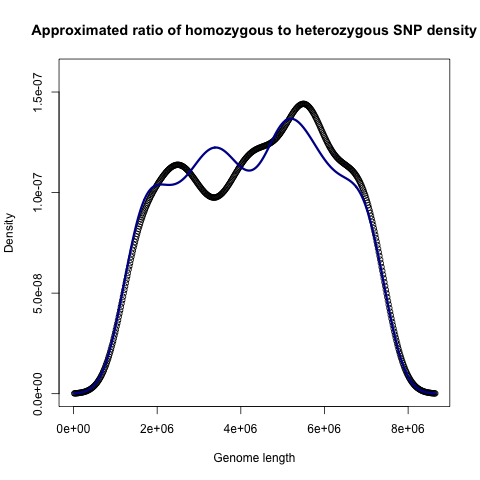 Approximated ratio of homozygous to heterozygous SNP density
Density
1.5e-07
1.0e-07
5.0e-08
0.0e+00
0e+00 2e+06 4e+06 6e+06 8e+06
Genome length